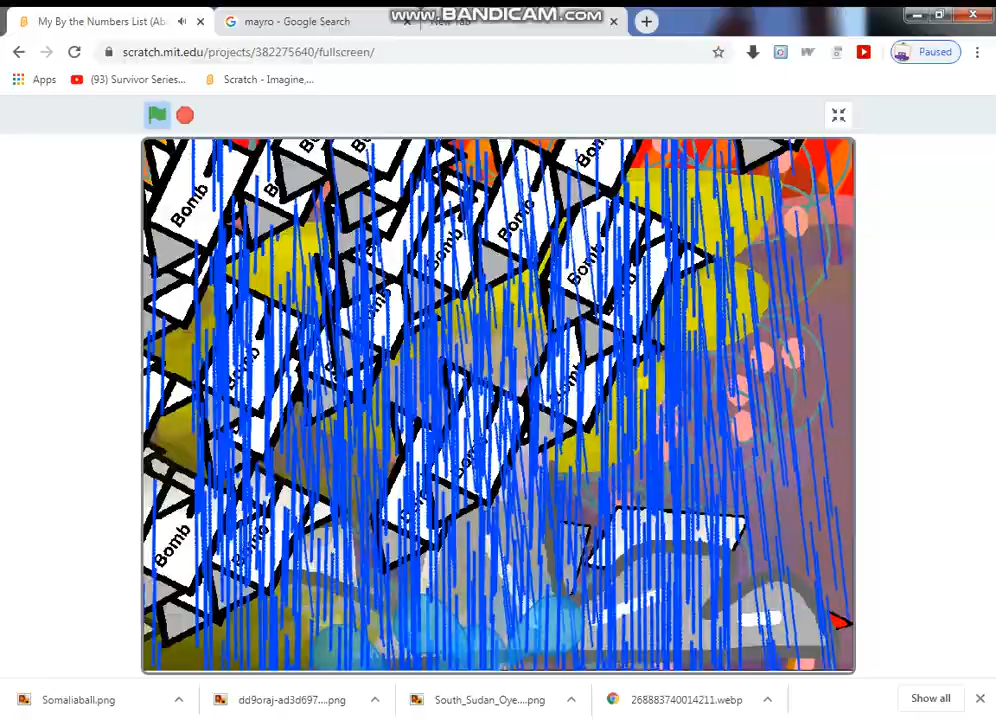 www.BANDICAM.com
My By the Numbers List (Ab
mayro - Google Search
New Tab
scratch.mit.edu/projects/382275640/fullscreen/
Paused
Apps
(93) Survivor Series...
Scratch - Imagine,...
Bomb
Bomb
Bomb
Bomb
Bomb
Bomb
Bomb
Bomb
Bomb
Bomb
Somaliaball.png
dd9oraj-ad3d697....png
South_Sudan_Oye....png
268883740014211.webp
Show all